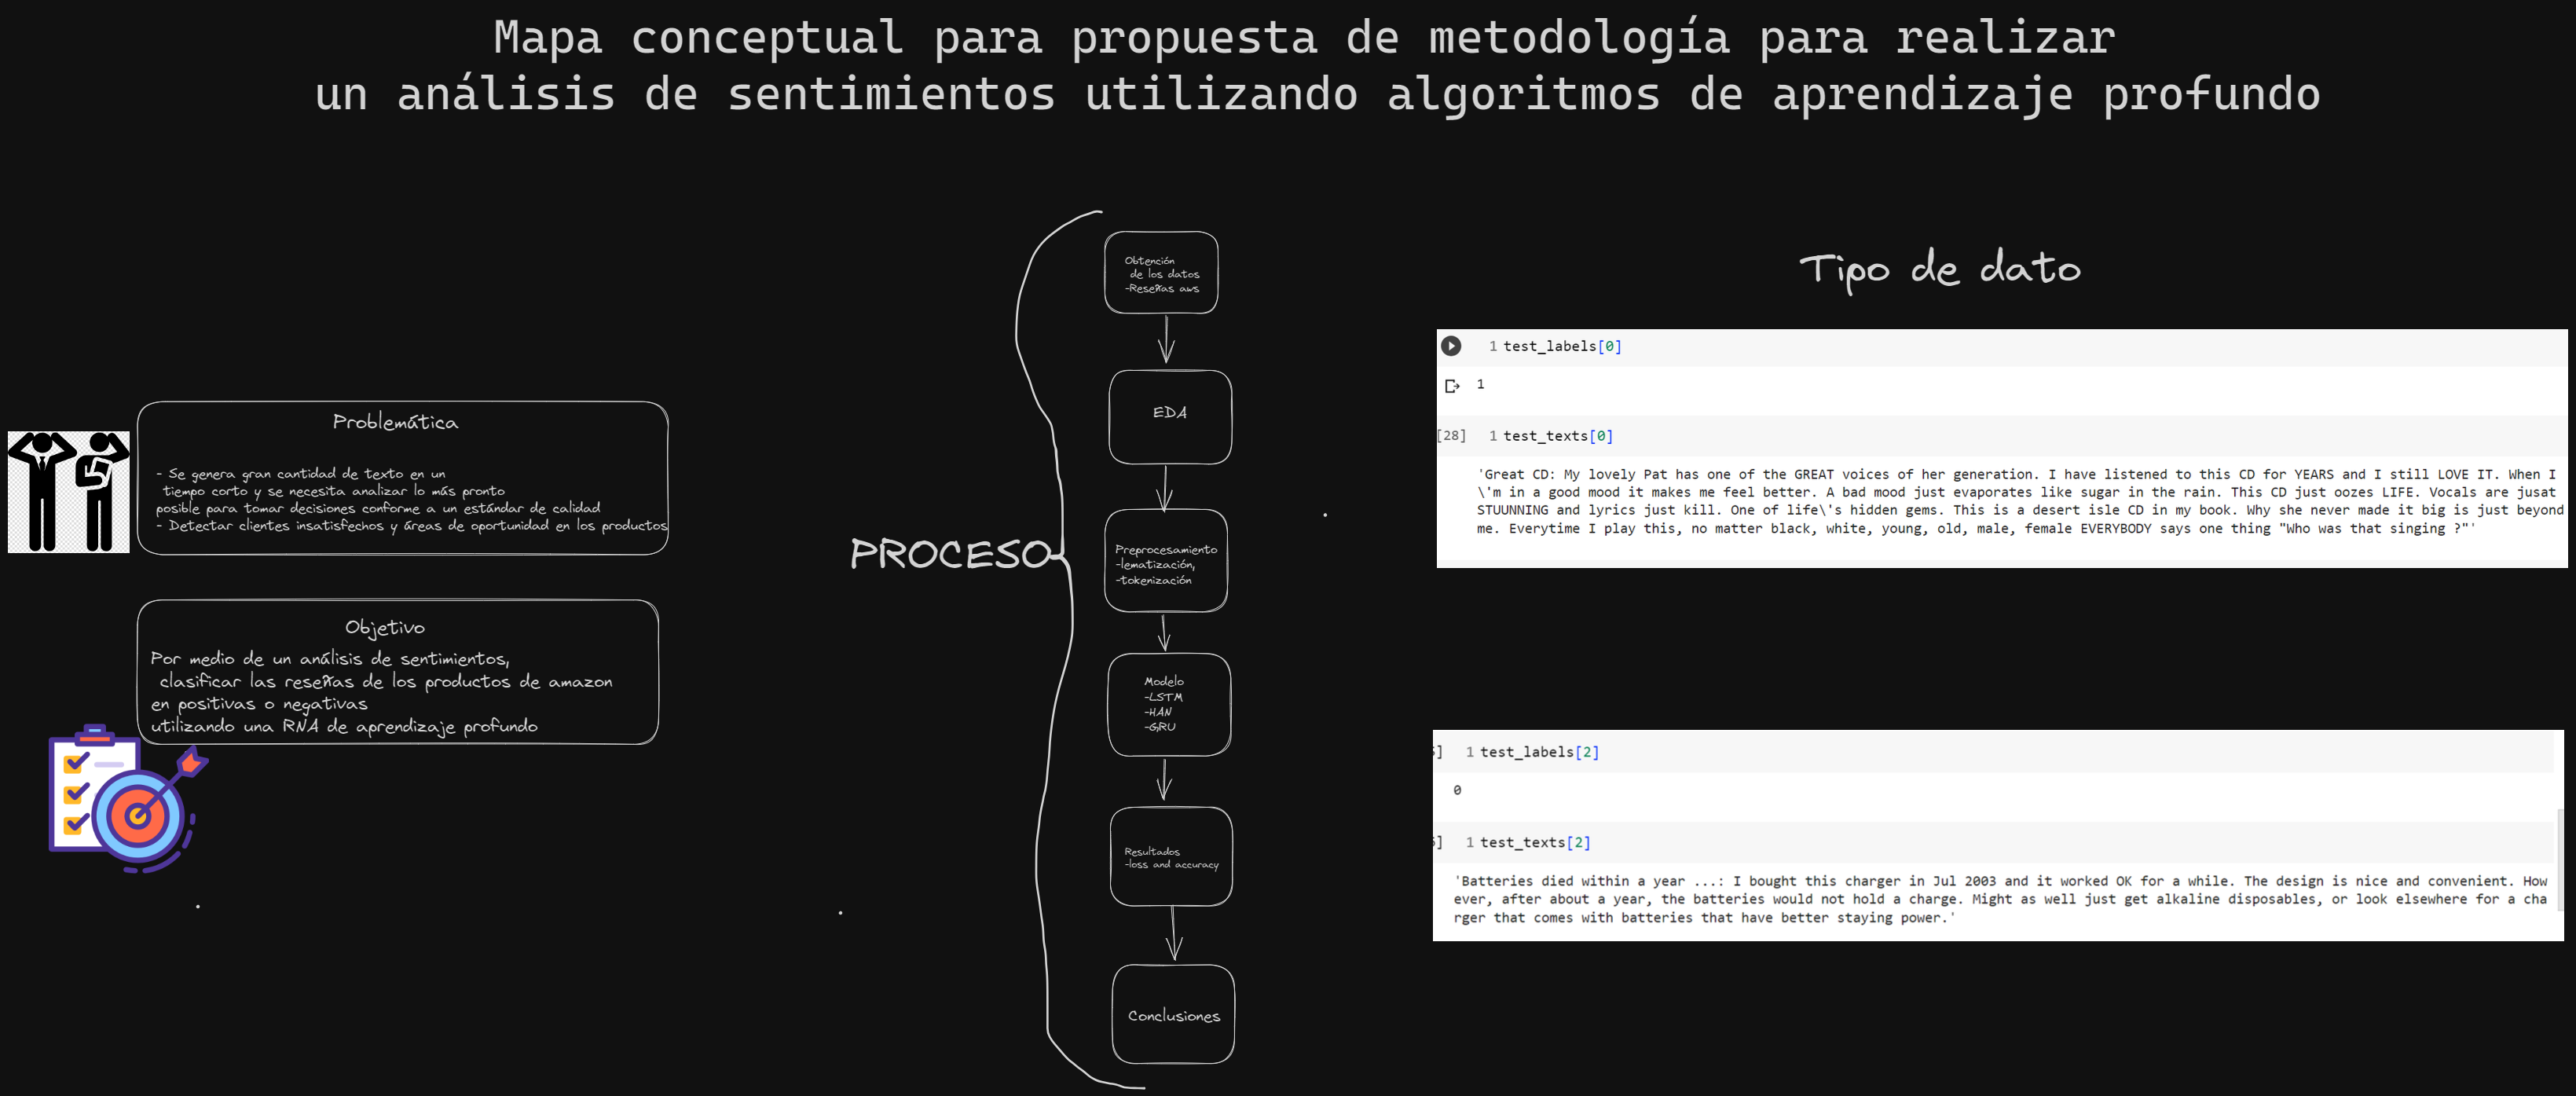 Mapa conceptual para propuesta de metodología para realizar
un análisis de sentimientos utilizando algoritmos de aprendizaje profundo
Problemática
- Se genera gran cantidad de texto en un
tiempo corto y se necesita analizar lo más pronto
posible para tomar decisiones conforme a un estándar de calidad
- Detectar clientes insatisfechos y áreas de oportunidad en los productos
Objetivo
Por medio de un análisis de sentimientos,
clasificar las reseñas de los productos de amazon
en positivas o negativas
utilizando una RNA de aprendizaje profundo
PROCESO
Obtención
de los datos
-Reseñas aws
EDA
Preprocesamiento
-lematización,
-tokenización
Modelo
-LSTM
-HAN
-GRU
Resultados
-loss and accuracy
Conclusiones
Tipo de dato
1 test_labels[0]
1
[28] 1 test_texts[0]
'Great CD: My lovely Pat has one of the GREAT voices of her generation. I have listened to this CD for YEARS and I still LOVE IT. When I
\'m in a good mood it makes me feel better. A bad mood just evaporates like sugar in the rain. This CD just oozes LIFE. Vocals are jusat
STUUNNING and lyrics just kill. One of life\'s hidden gems. This is a desert isle CD in my book. Why she never made it big is just beyond
me. Everytime I play this, no matter black, white, young, old, male, female EVERYBODY says one thing "Who was that singing ?"'
] 1 test_labels[2]
0
] 1 test_texts[2]
'Batteries died within a year ...: I bought this charger in Jul 2003 and it worked OK for a while. The design is nice and convenient. How
ever, after about a year, the batteries would not hold a charge. Might as well just get alkaline disposables, or look elsewhere for a cha
rger that comes with batteries that have better staying power.'